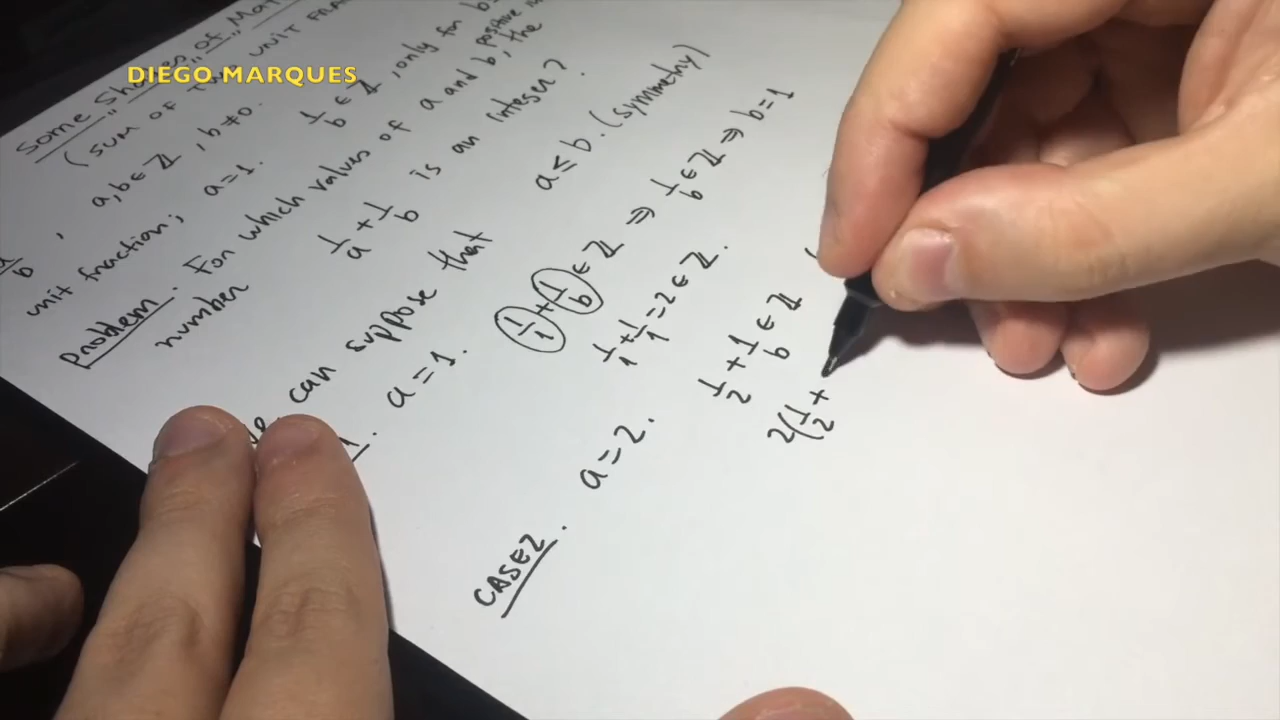 DIEGO MARQUES
Some "Shapes" of "Mat
(SUM OF TWO UNIT FRA
a/b , a, b ∈ ℤ , b ≠ 0.
unit fraction; a = 1. 1/b ∈ ℤ , only for b
Problem. For which values of a and b, positive
number 1/a + 1/b is an integer? the
can suppose that a ≤ b. (symmetry)
1. a = 1. 1/1 + 1/b ∈ ℤ ⇒ 1/b ∈ ℤ ⇒ b = 1
1/1 + 1/1 = 2 ∈ ℤ.
CASE 2. a = 2. 1/2 + 1/b ∈ ℤ (
2(1/2 +